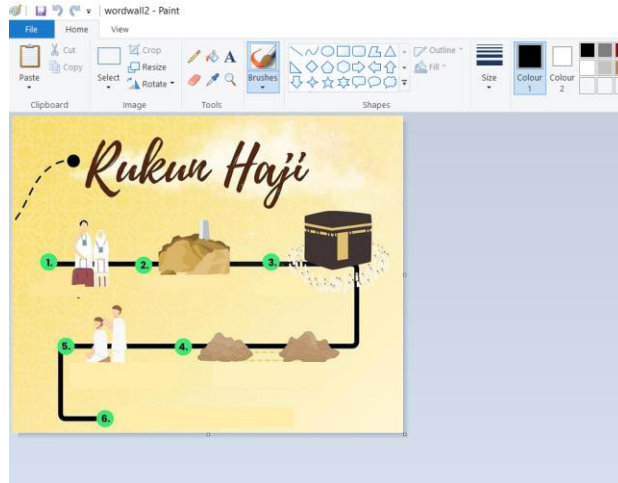 wordwall2 - Paint
File Home View
Paste
Cut
Copy
Clipboard
Select
Crop
Resize
Rotate
Image
A
Tools
Brushes
Outline
Fill
Shapes
Size
Colour 1
Colour 2
Rukun Haji
1. 2. 3.
5. 4.
6.